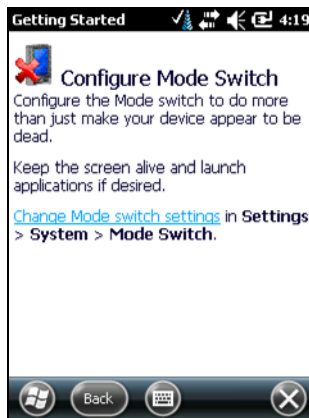 Getting Started 4:19
Configure Mode Switch
Configure the Mode switch to do more
than just make your device appear to be
dead.
Keep the screen alive and launch
applications if desired.
Change Mode switch settings in Settings
> System > Mode Switch.
Back